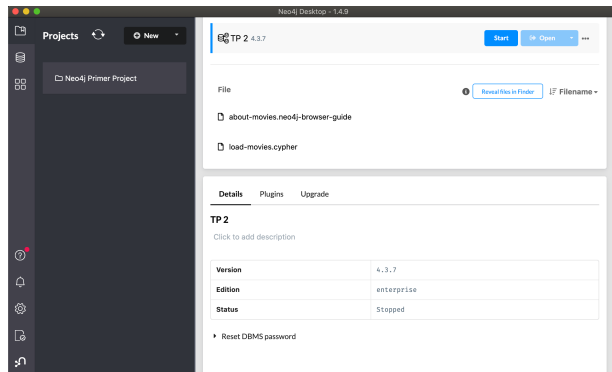 Neo4j Desktop - 1.4.9
Projects
New
Neo4j Primer Project
TP 2 4.3.7
Start
Open
File
Reveal files in Finder
Filename
about-movies.neo4j-browser-guide
load-movies.cypher
Details Plugins Upgrade
TP 2
Click to add description
Version 4.3.7
Edition enterprise
Status Stopped
Reset DBMS password